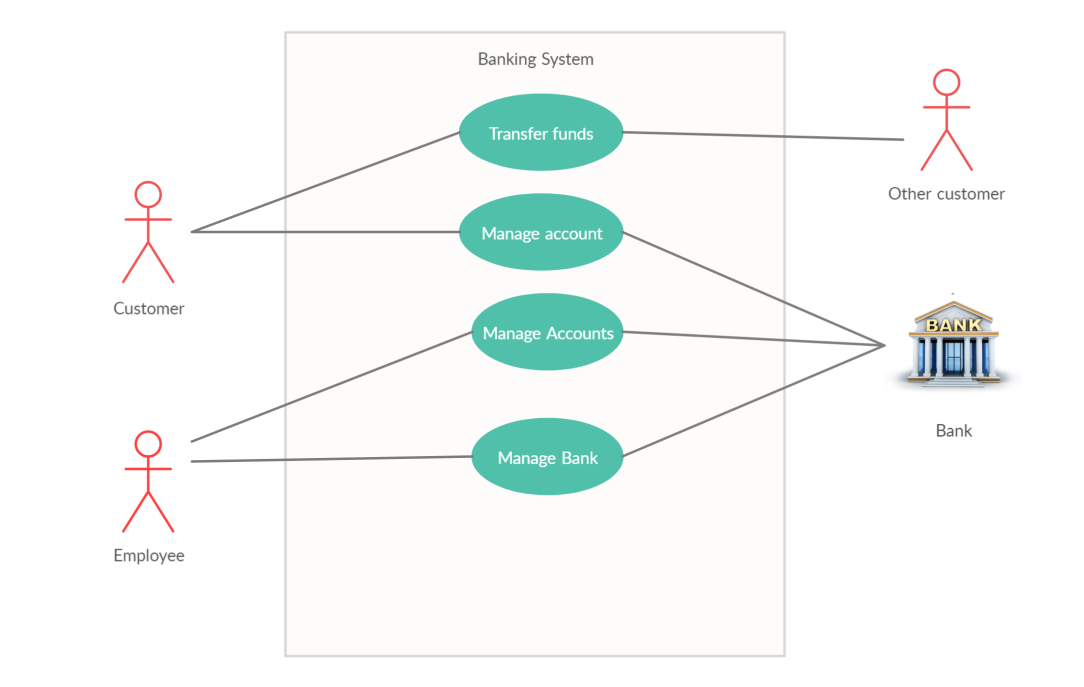 Banking System
Transfer funds
Other customer
Manage account
Customer
BANK
Manage Accounts
Bank
Manage Bank
Employee